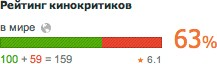 Рейтинг кинокритиков
в мире
63%
100 + 59 = 159
★ 6.1